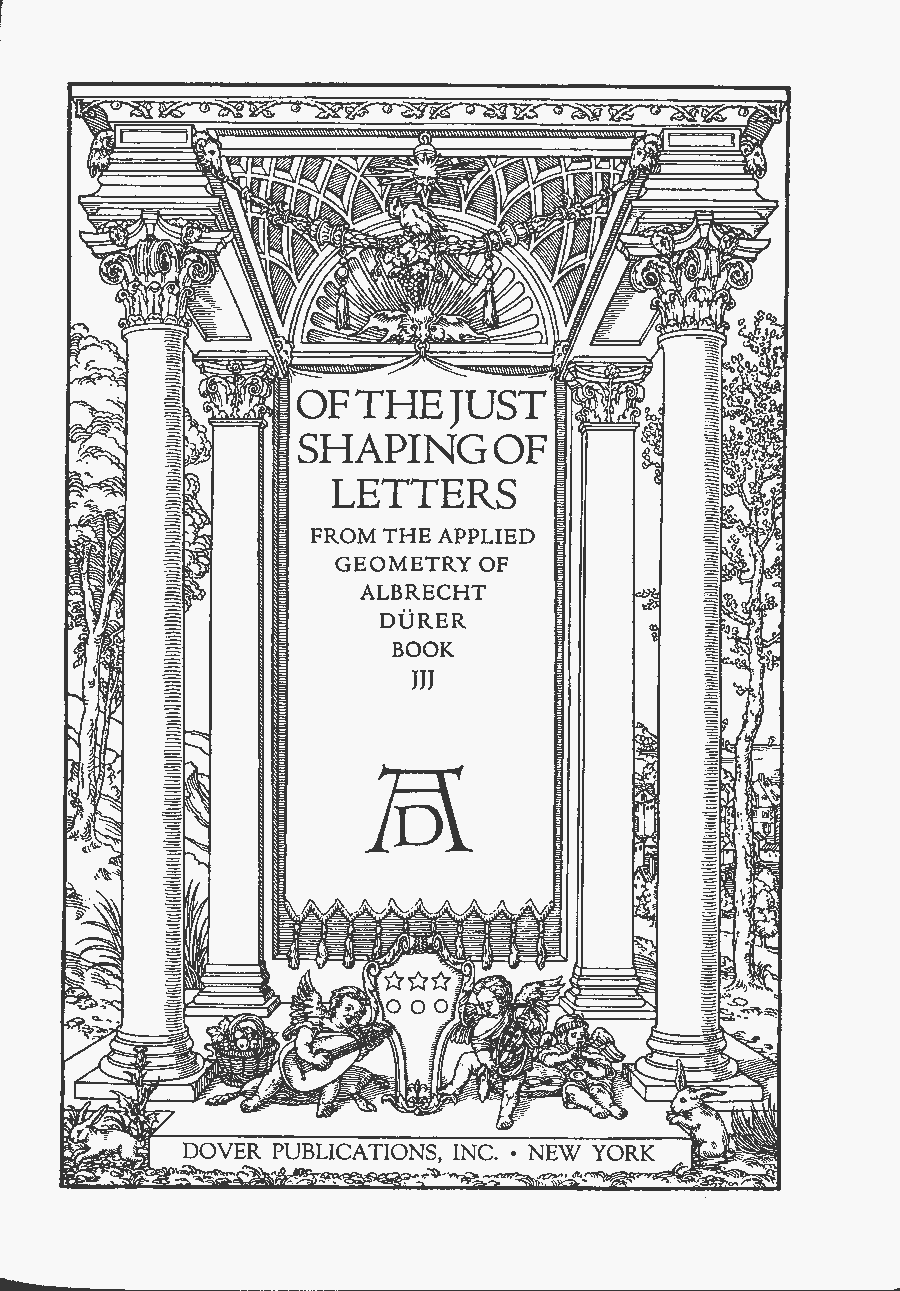 OF THE JUST
SHAPING OF
LETTERS
FROM THE APPLIED
GEOMETRY OF
ALBRECHT
DÜRER
BOOK
JJJ
AD
DOVER PUBLICATIONS, INC. • NEW YORK